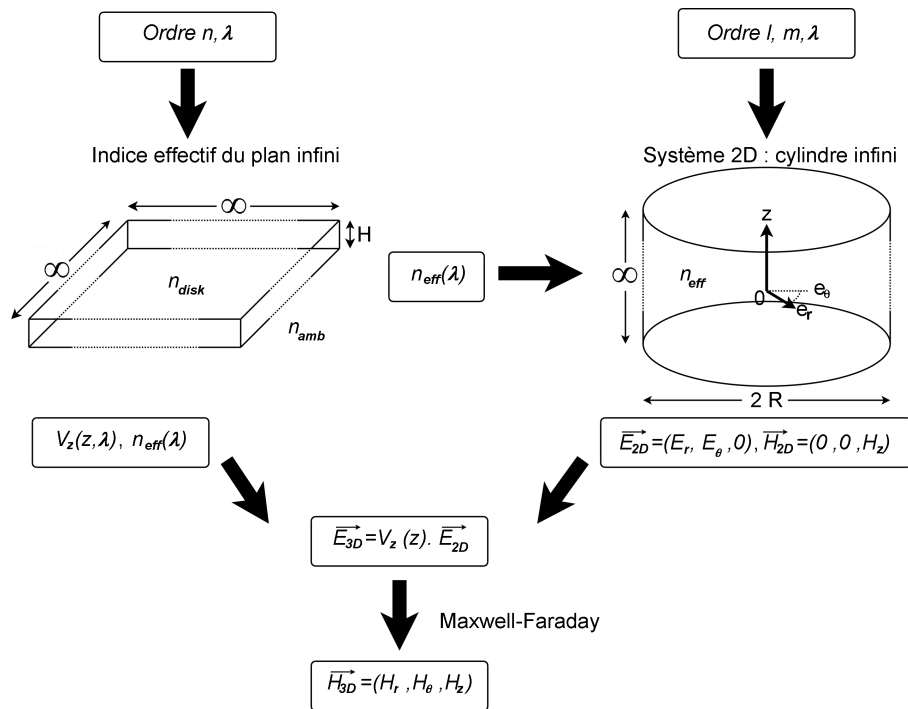 Ordre n, λ
Ordre l, m, λ
Indice effectif du plan infini
Système 2D : cylindre infini
∞
H
∞
n_disk
n_amb
n_eff(λ)
∞
n_eff
z
0
e_θ
e_r
2 R
V_z(z,λ), n_eff(λ)
E_2D=(E_r, E_θ,0), H_2D=(0,0,H_z)
E_3D=V_z (z). E_2D
Maxwell-Faraday
H_3D=(H_r,H_θ,H_z)